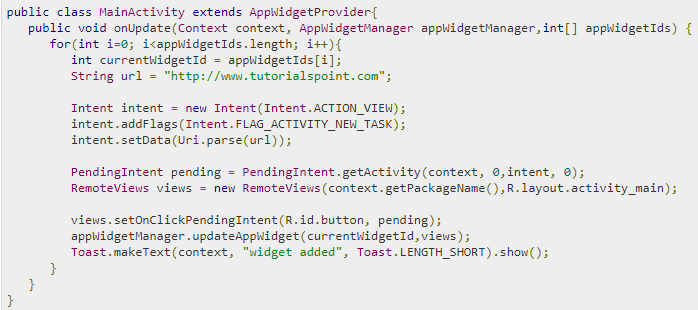 public class MainActivity extends AppWidgetProvider{
   public void onUpdate(Context context, AppWidgetManager appWidgetManager,int[] appWidgetIds) {
      for(int i=0; i<appWidgetIds.length; i++){
         int currentWidgetId = appWidgetIds[i];
         String url = "http://www.tutorialspoint.com";

         Intent intent = new Intent(Intent.ACTION_VIEW);
         intent.addFlags(Intent.FLAG_ACTIVITY_NEW_TASK);
         intent.setData(Uri.parse(url));

         PendingIntent pending = PendingIntent.getActivity(context, 0,intent, 0);
         RemoteViews views = new RemoteViews(context.getPackageName(),R.layout.activity_main);

         views.setOnClickPendingIntent(R.id.button, pending);
         appWidgetManager.updateAppWidget(currentWidgetId,views);
         Toast.makeText(context, "widget added", Toast.LENGTH_SHORT).show();
      }
   }
}